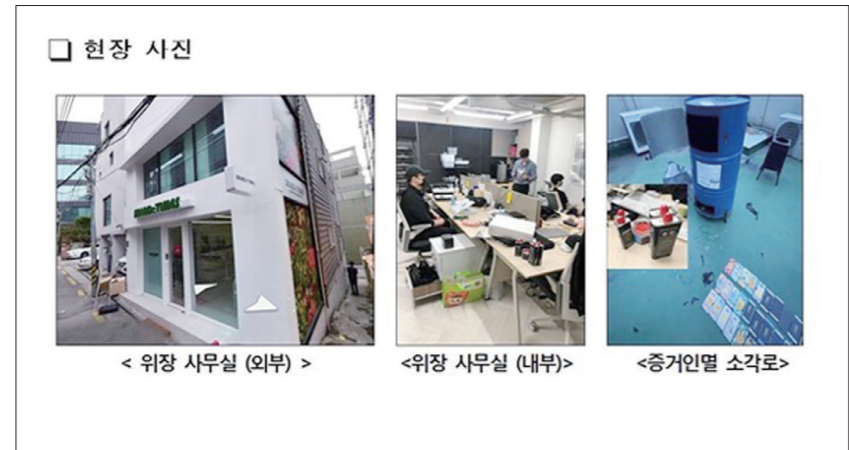 ❏ 현장 사진
< 위장 사무실 (외부) >
<위장 사무실 (내부)>
<증거인멸 소각로>